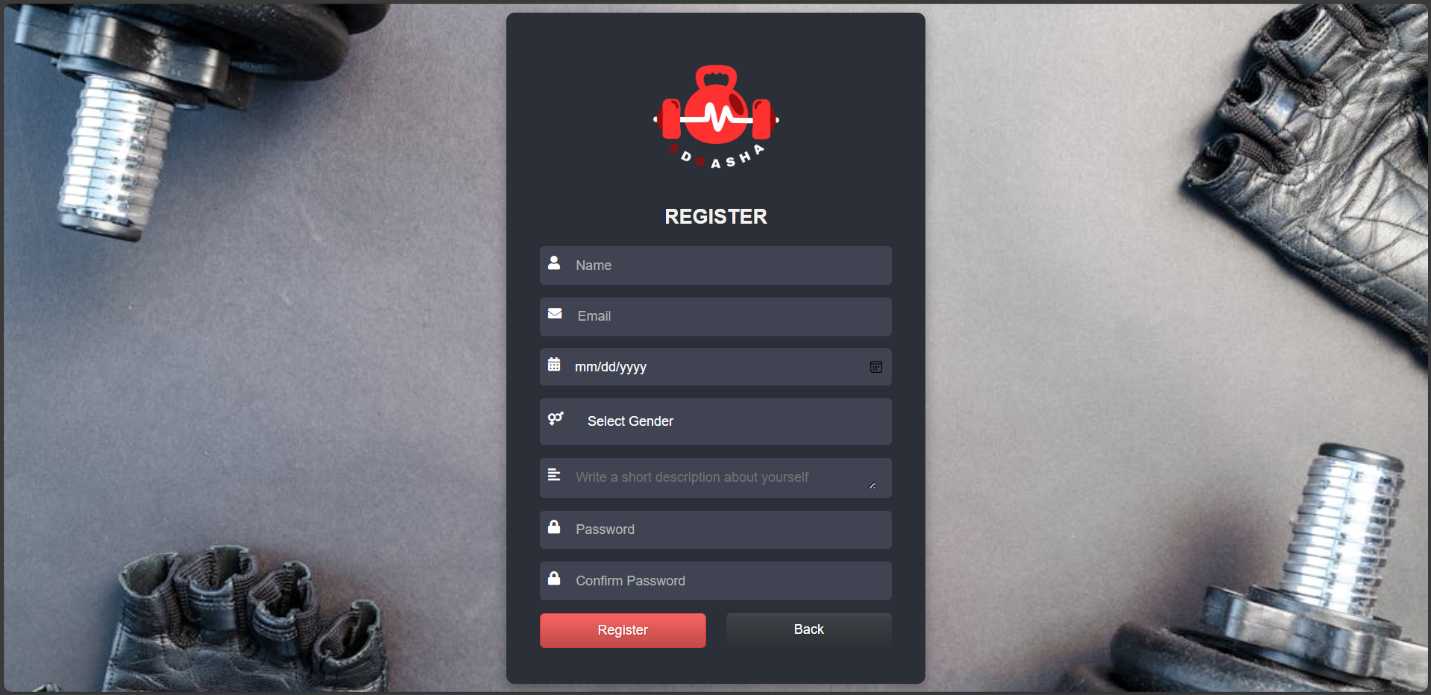 REGISTER
Name
Email
mm/dd/yyyy
Select Gender
Write a short description about yourself
Password
Confirm Password
Register
Back